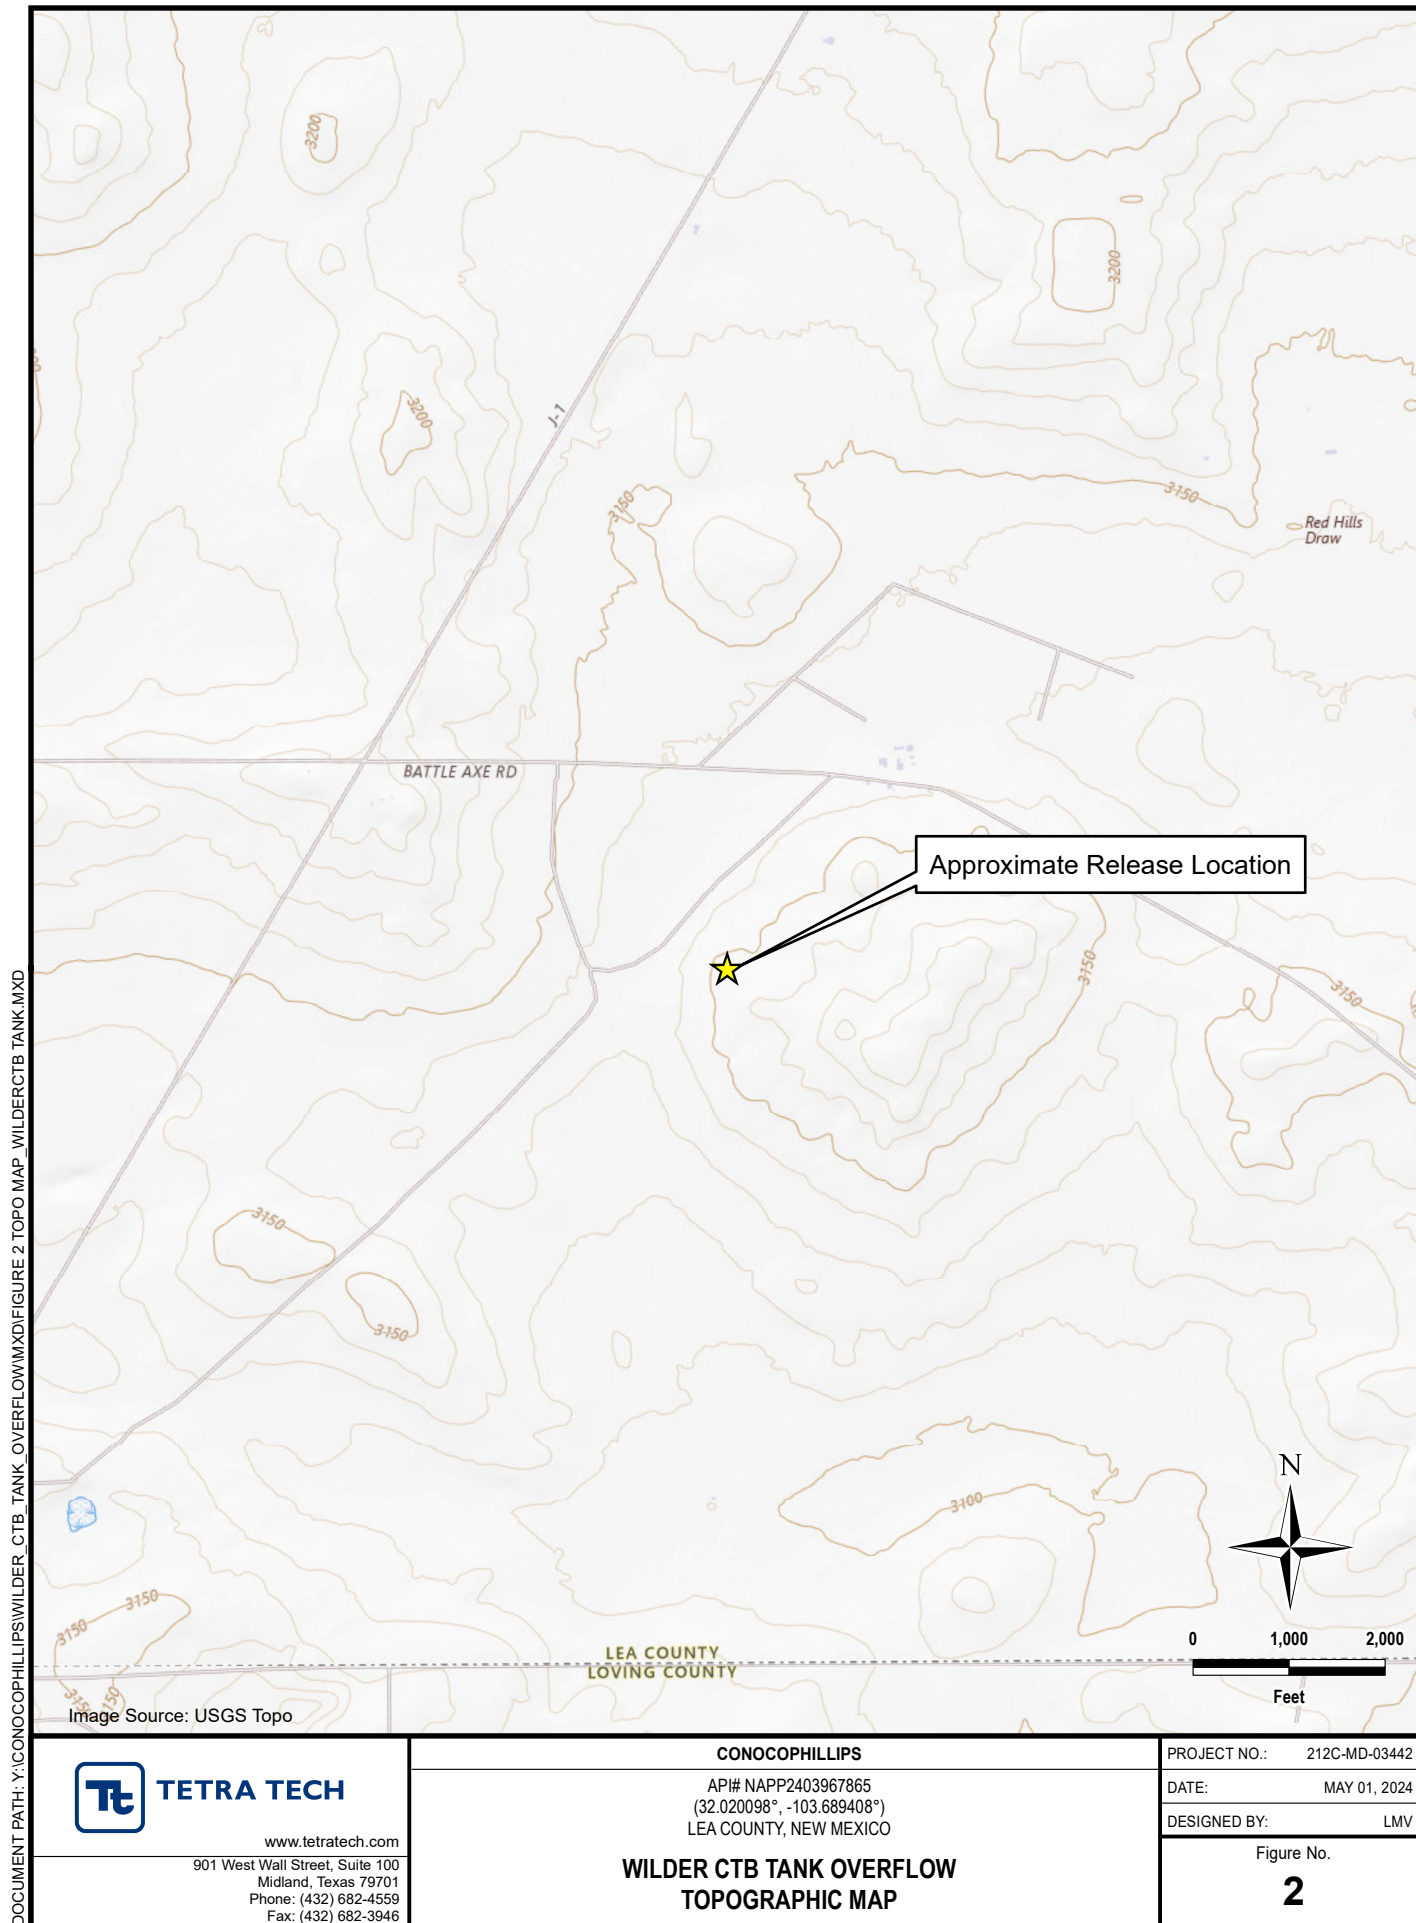 3200
3200
3200
J-1
3150
3150
Red Hills
Draw
BATTLE AXE RD
Approximate Release Location
3150
3150
3150
3150
3100
N
3150
3150
3150
3150
LEA COUNTY
LOVING COUNTY
0 1,000 2,000
Feet
Image Source: USGS Topo
DOCUMENT PATH: Y:\CONOCOPHILLIPS\WILDER_CTB_TANK_OVERFLOW\MXD\FIGURE 2 TOPO MAP_WILDERCTB TANK.MXD
Tt TETRA TECH
www.tetratech.com
901 West Wall Street, Suite 100
Midland, Texas 79701
Phone: (432) 682-4559
Fax: (432) 682-3946
CONOCOPHILLIPS
API# NAPP2403967865
(32.020098°, -103.689408°)
LEA COUNTY, NEW MEXICO
WILDER CTB TANK OVERFLOW
TOPOGRAPHIC MAP
PROJECT NO.: 212C-MD-03442
DATE: MAY 01, 2024
DESIGNED BY: LMV
Figure No.
2